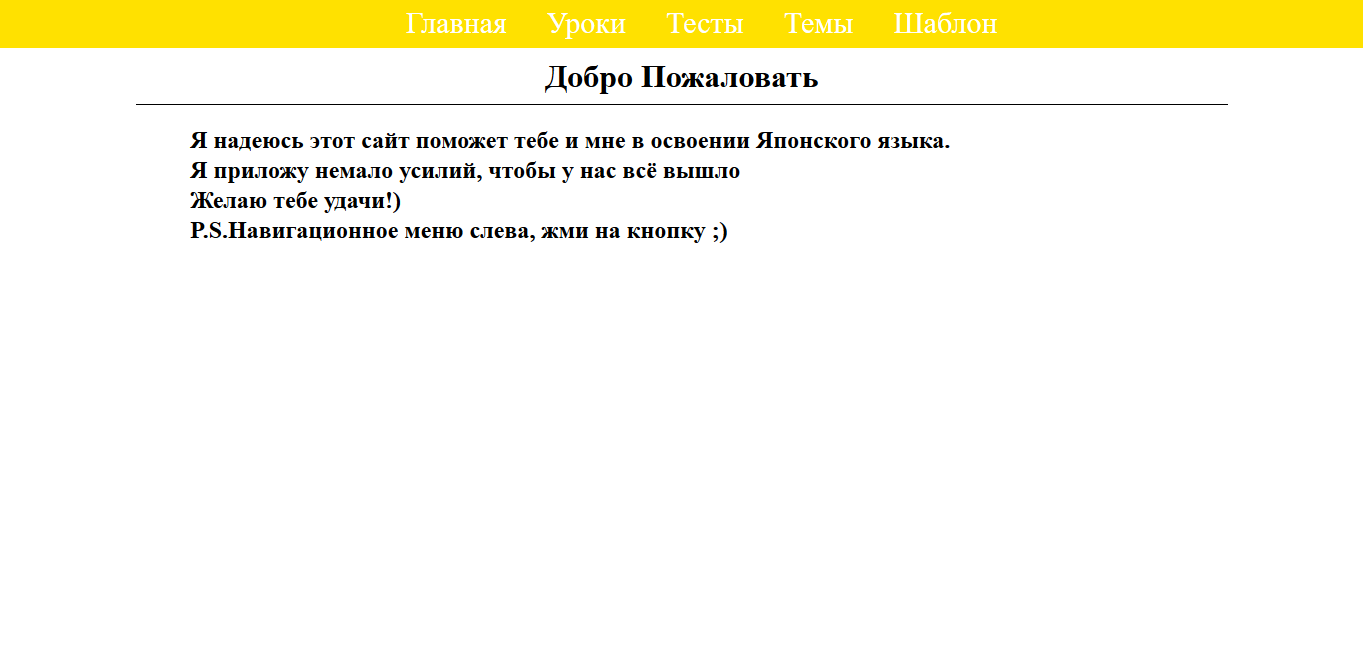 Главная Уроки Тесты Темы Шаблон
Добро Пожаловать
Я надеюсь этот сайт поможет тебе и мне в освоении Японского языка.
Я приложу немало усилий, чтобы у нас всё вышло
Желаю тебе удачи!)
P.S.Навигационное меню слева, жми на кнопку ;)